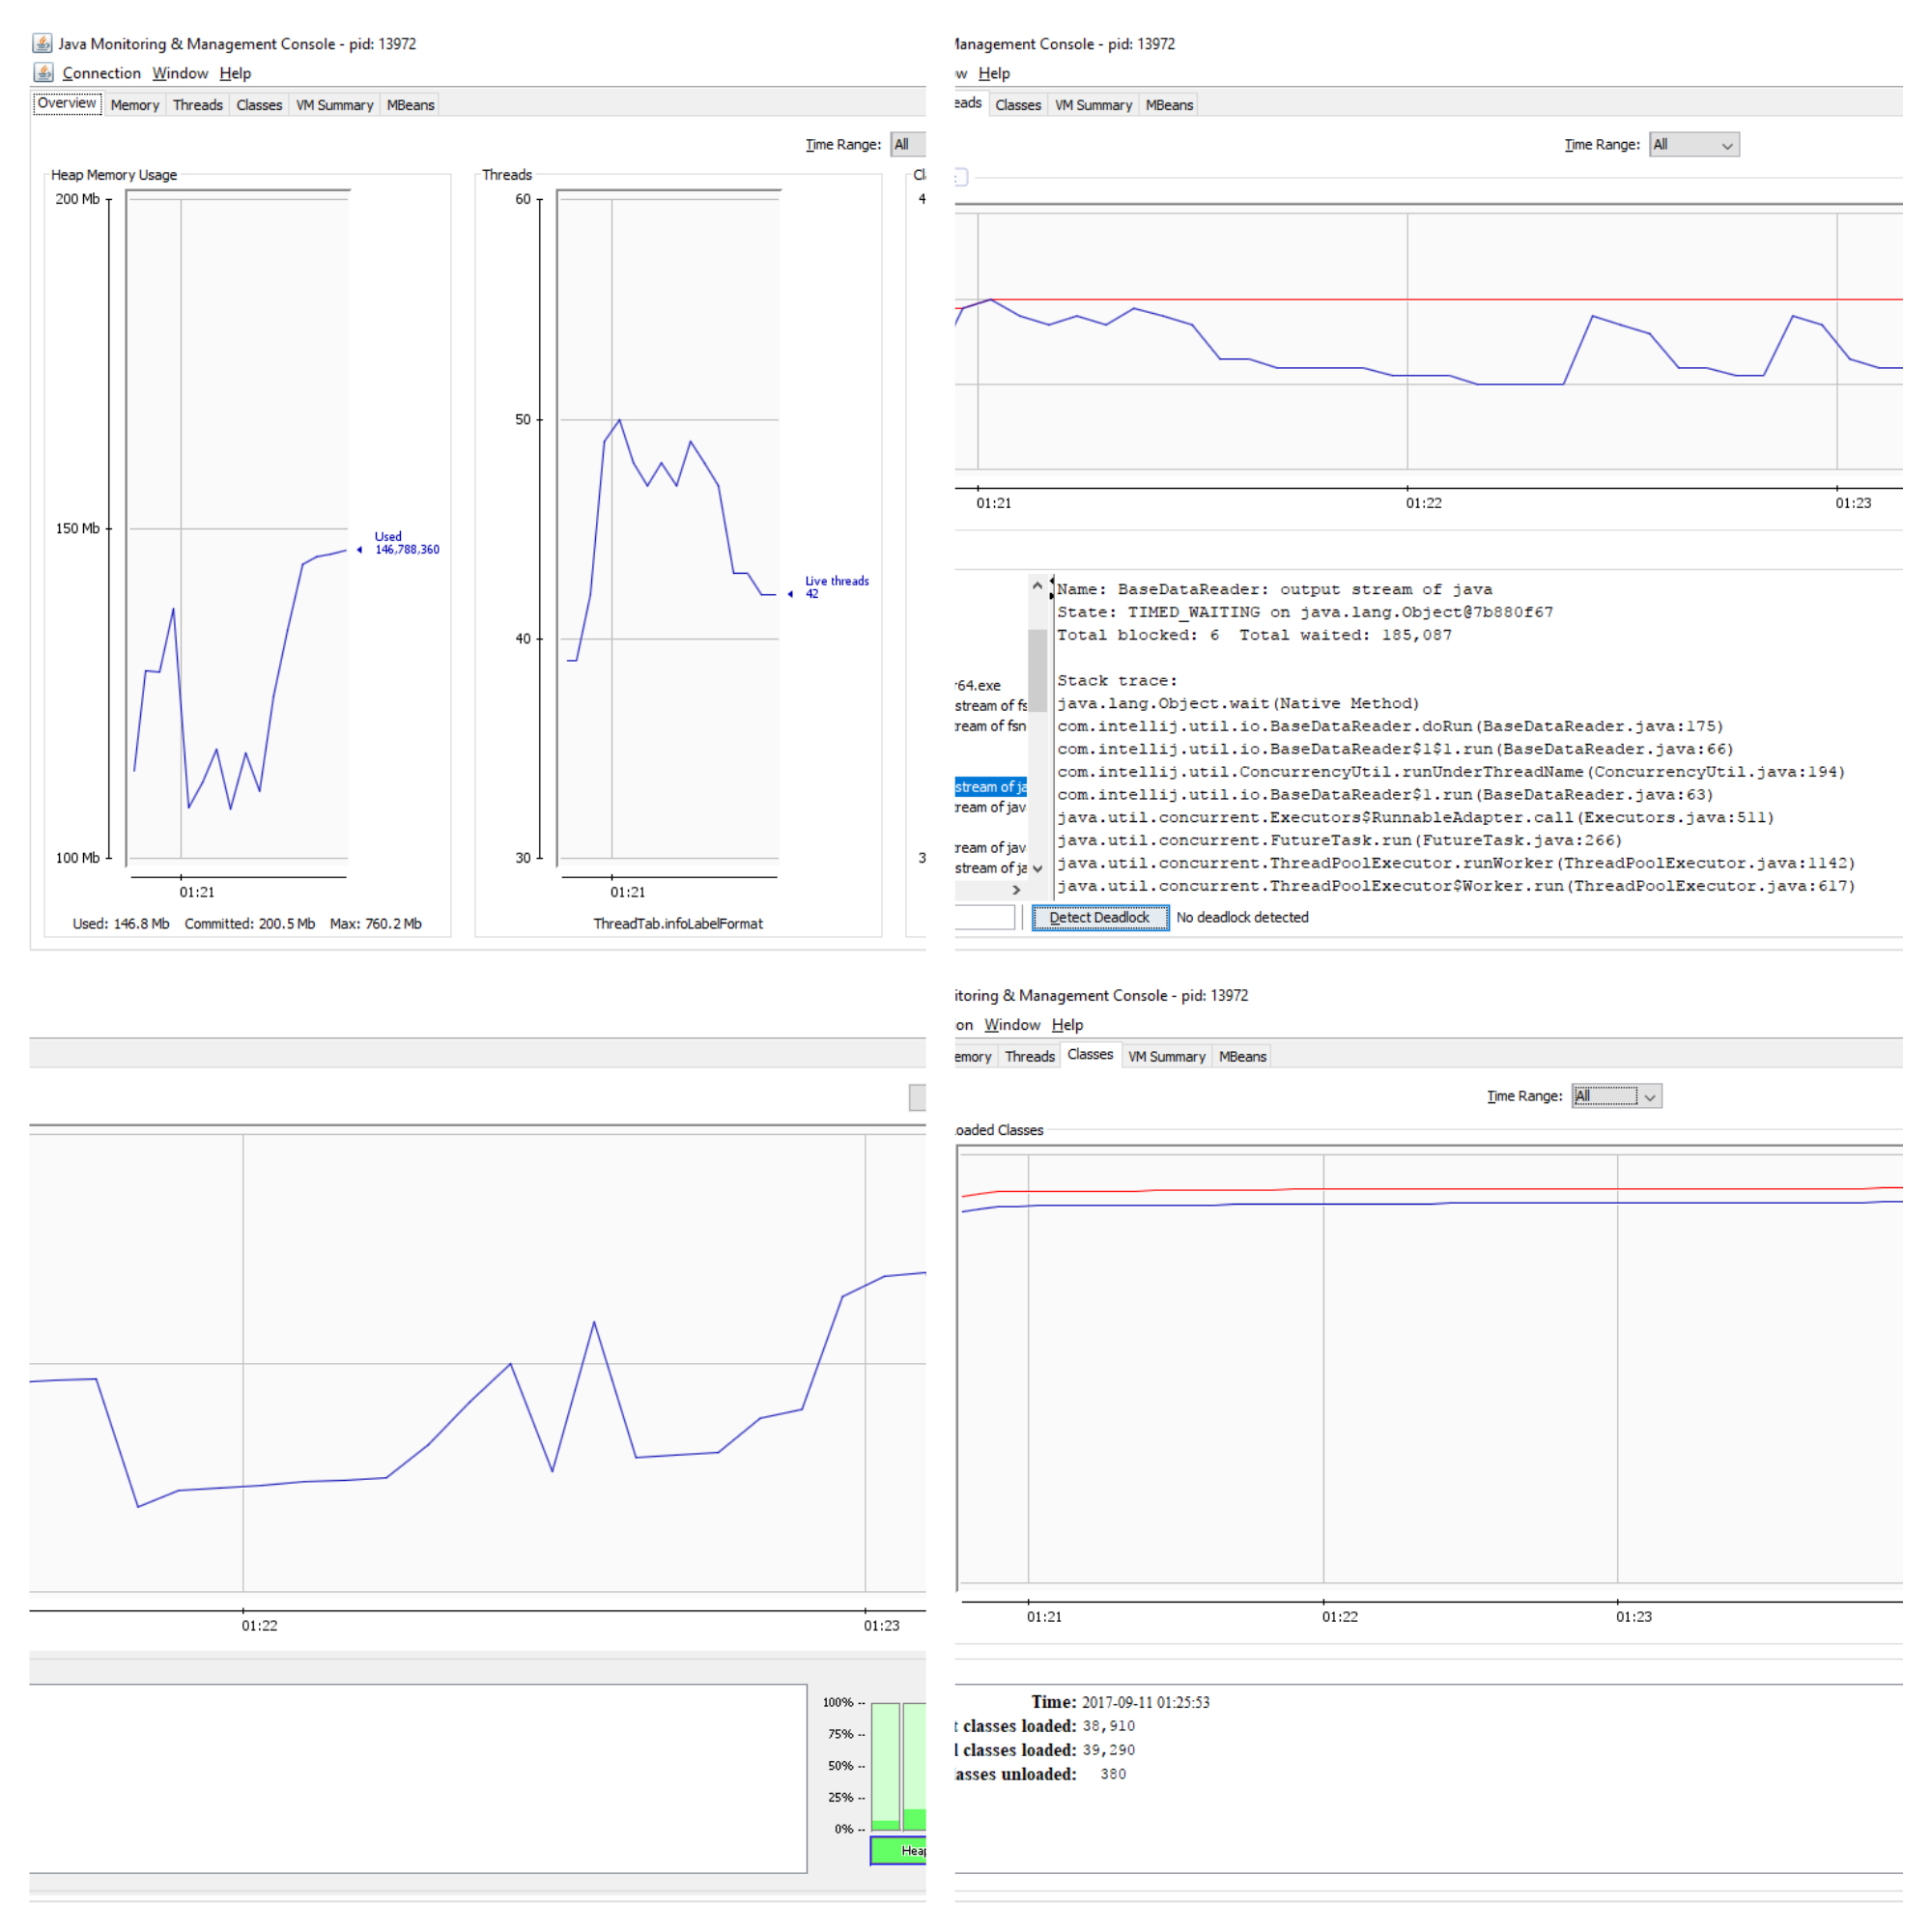 Java Monitoring & Management Console - pid: 13972
Connection Window Help
Overview Memory Threads Classes VM Summary MBeans
Time Range: All
Heap Memory Usage
200 Mb
150 Mb
100 Mb
Used
146,788,360
01:21
Used: 146.8 Mb Committed: 200.5 Mb Max: 760.2 Mb
Threads
60
50
40
30
Live threads
42
01:21
ThreadTab.infoLabelFormat
Cl
4
3
Management Console - pid: 13972
w Help
eads Classes VM Summary MBeans
Time Range: All
01:21 01:22 01:23
r64.exe
stream of fs
ream of fsn
stream of ja
ream of jav
ream of jav
stream of ja
Name: BaseDataReader: output stream of java
State: TIMED_WAITING on java.lang.Object@7b880f67
Total blocked: 6 Total waited: 185,087
Stack trace:
java.lang.Object.wait(Native Method)
com.intellij.util.io.BaseDataReader.doRun(BaseDataReader.java:175)
com.intellij.util.io.BaseDataReader$1$1.run(BaseDataReader.java:66)
com.intellij.util.ConcurrencyUtil.runUnderThreadName(ConcurrencyUtil.java:194)
com.intellij.util.io.BaseDataReader$1.run(BaseDataReader.java:63)
java.util.concurrent.Executors$RunnableAdapter.call(Executors.java:511)
java.util.concurrent.FutureTask.run(FutureTask.java:266)
java.util.concurrent.ThreadPoolExecutor.runWorker(ThreadPoolExecutor.java:1142)
java.util.concurrent.ThreadPoolExecutor$Worker.run(ThreadPoolExecutor.java:617)
Detect Deadlock No deadlock detected
01:22 01:23
100% --
75% --
50% --
25% --
0% --
Heap
itoring & Management Console - pid: 13972
on Window Help
emory Threads Classes VM Summary MBeans
Time Range: All
oaded Classes
01:21 01:22 01:23
Time: 2017-09-11 01:25:53
t classes loaded: 38,910
l classes loaded: 39,290
asses unloaded: 380